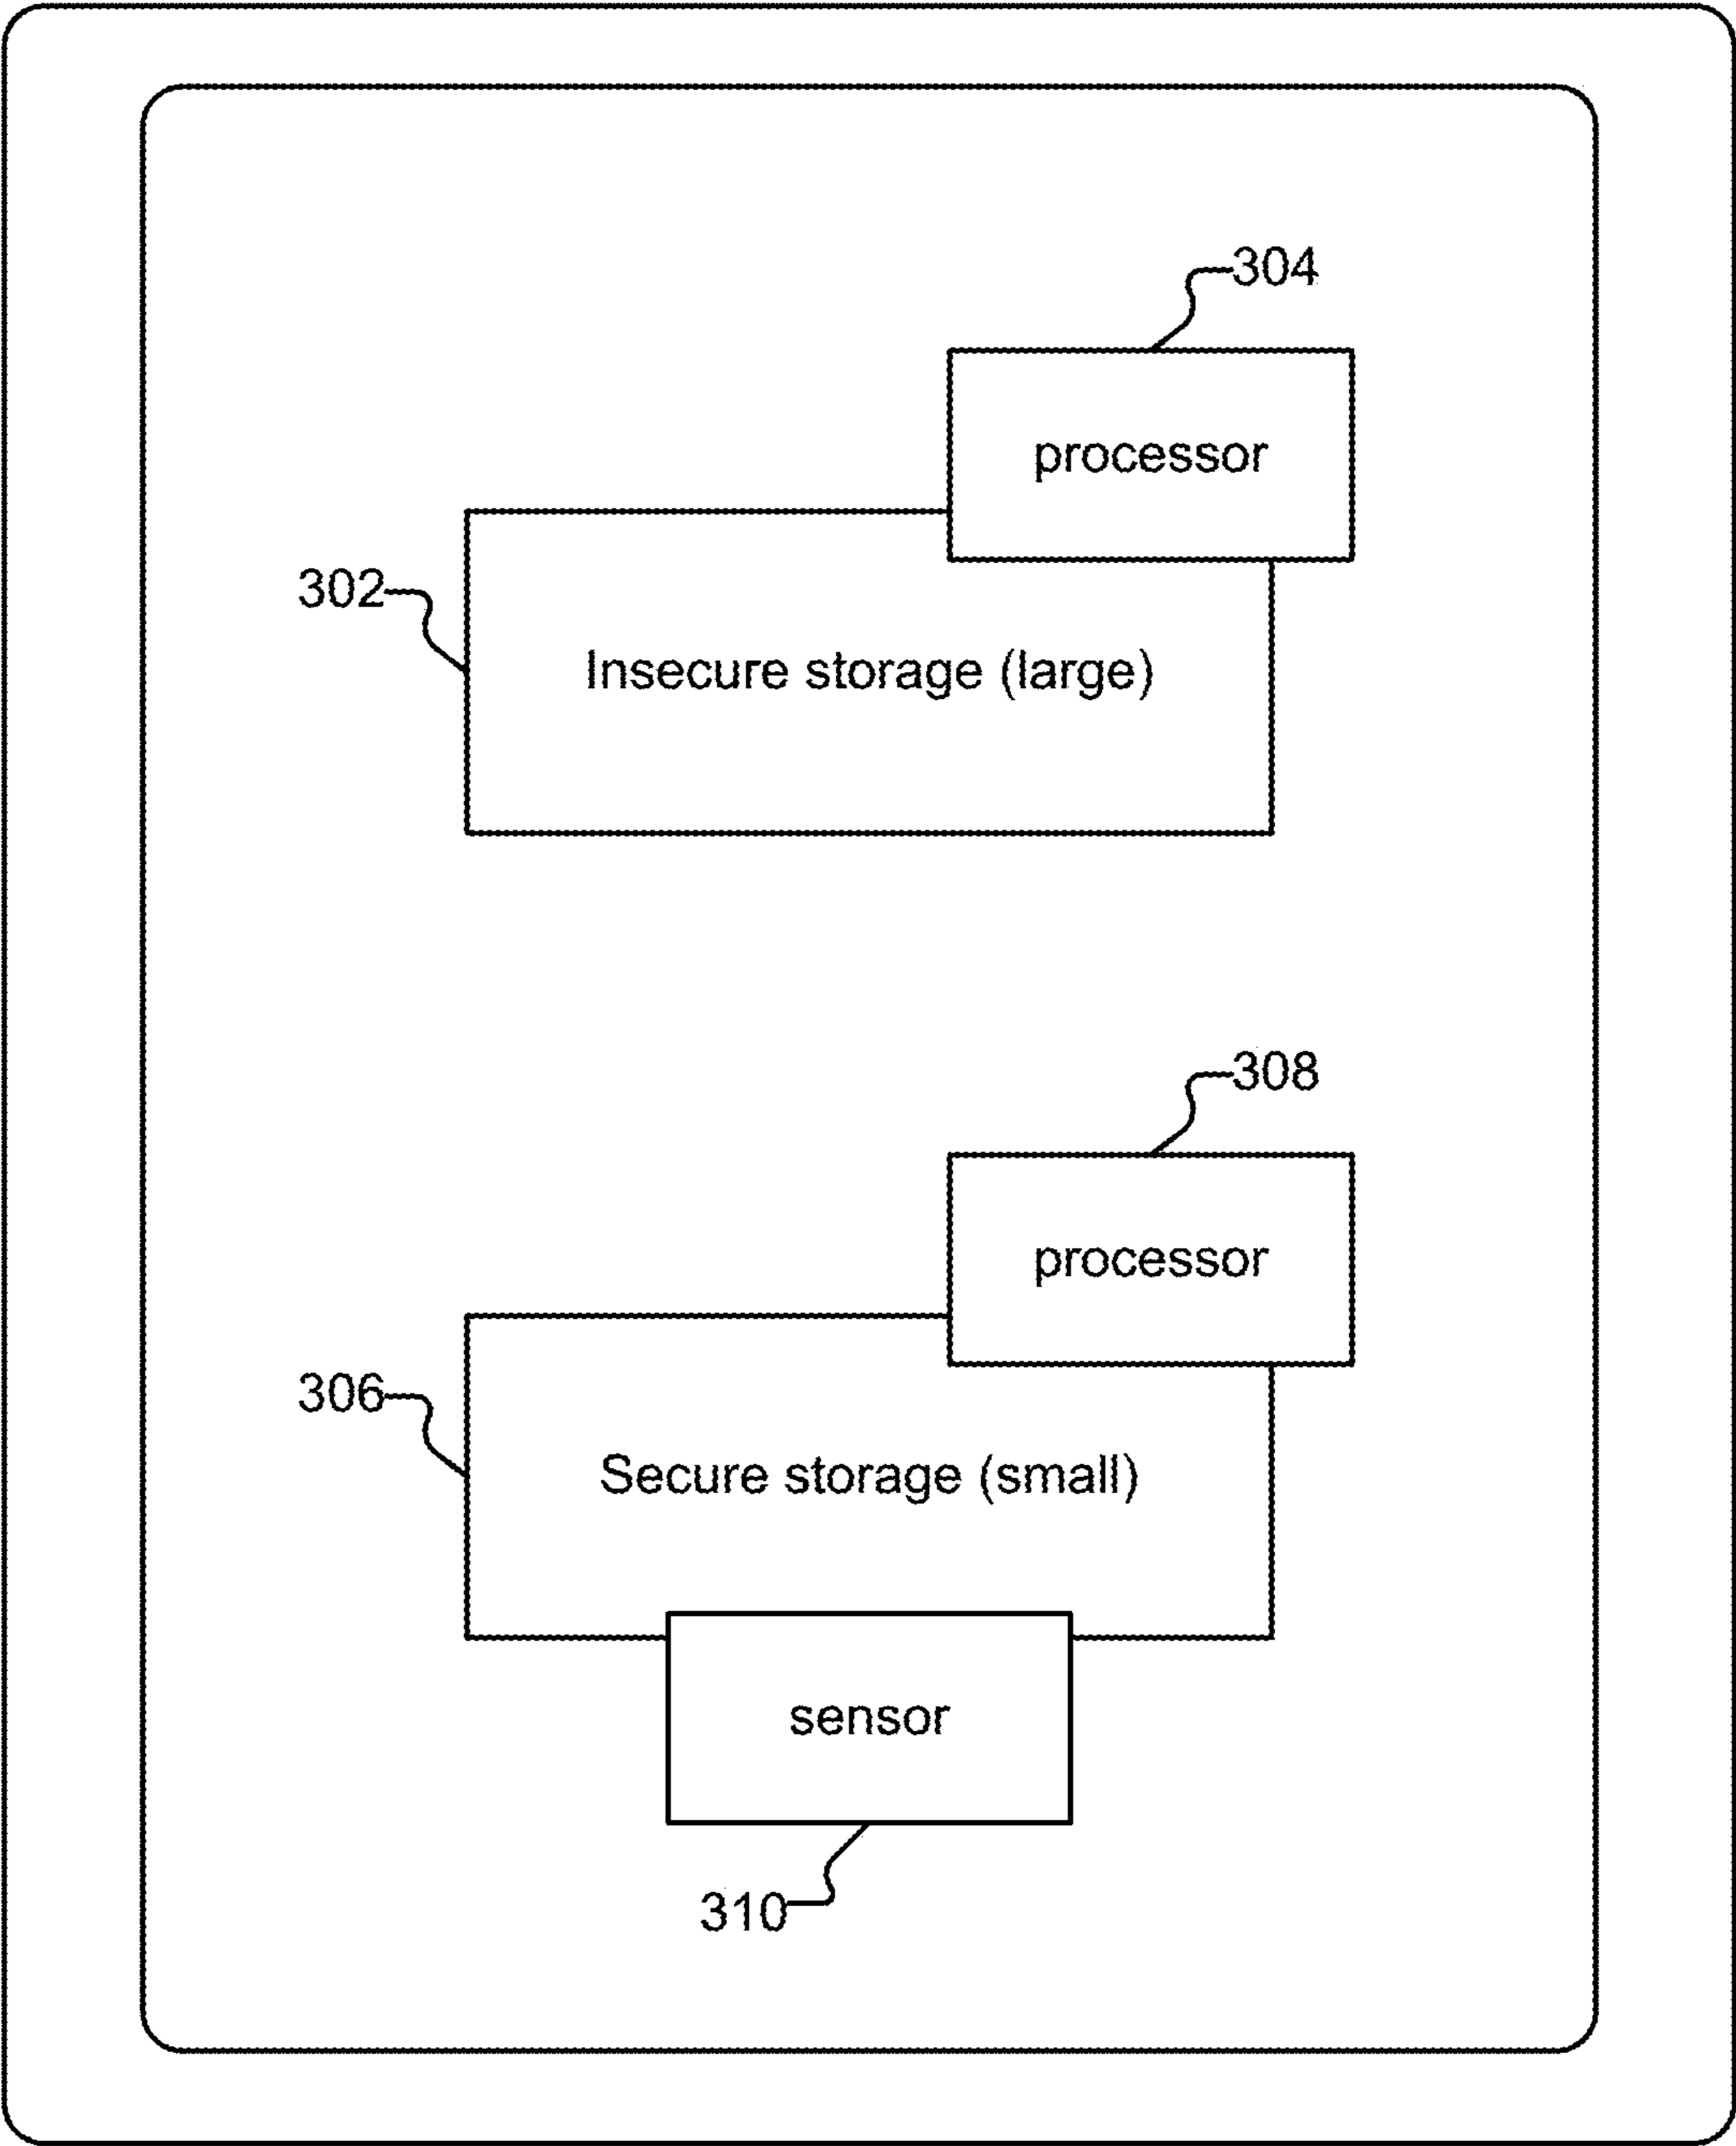 304
processor
302
Insecure storage (large)
308
processor
306
Secure storage (small)
sensor
310